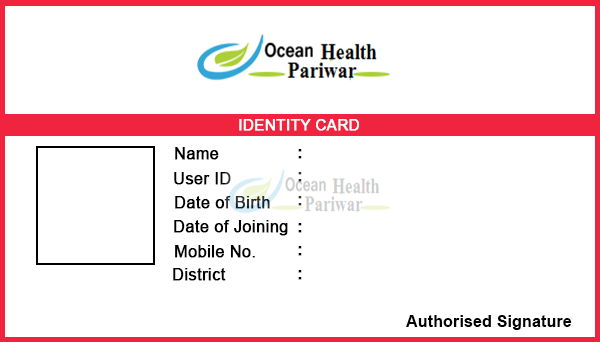 Ocean Health
Pariwar
IDENTITY CARD
Name :
User ID :
Ocean Health
Date of Birth :
Pariwar
Date of Joining :
Mobile No. :
District :
Authorised Signature